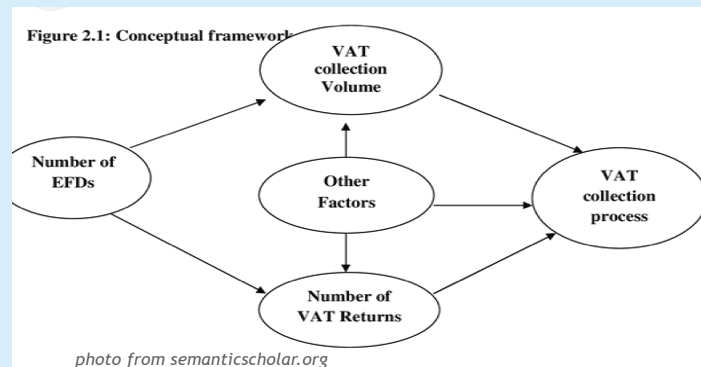 Figure 2.1: Conceptual framework
VAT
collection
Volume
Number of
EFDs
Other
Factors
VAT
collection
process
Number of
VAT Returns
photo from semanticscholar.org